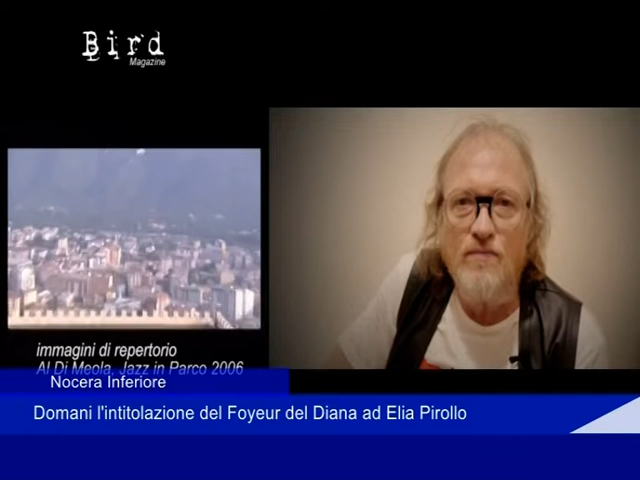 Bird
Magazine
immagini di repertorio
Al Di Meola, Jazz in Parco 2006
Nocera Inferiore
Domani l'intitolazione del Foyeur del Diana ad Elia Pirollo